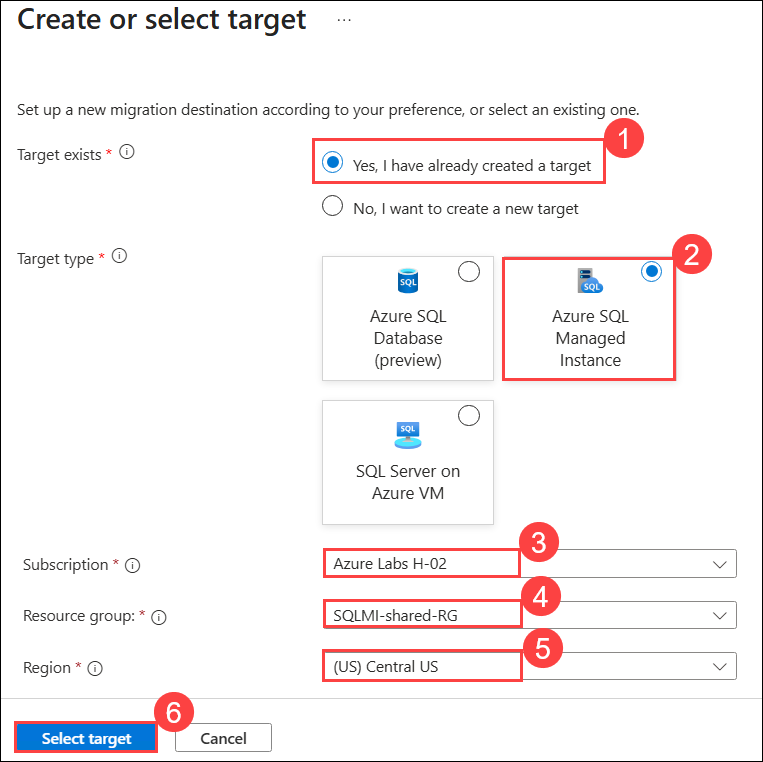 Create or select target ...
Set up a new migration destination according to your preference, or select an existing one.
Target exists *
1
Yes, I have already created a target
No, I want to create a new target
Target type *
2
SQL
Azure SQL
Database
(preview)
SQL
Azure SQL
Managed
Instance
SQL
SQL Server on
Azure VM
Subscription *
Azure Labs H-02
3
Resource group: *
SQLMI-shared-RG
4
Region *
(US) Central US
5
6
Select target
Cancel